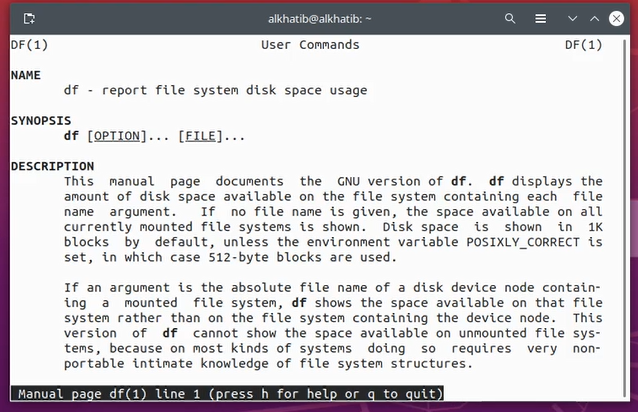 alkhatib@alkhatib: ~
DF(1) User Commands DF(1)
NAME
df - report file system disk space usage
SYNOPSIS
df [OPTION]... [FILE]...
DESCRIPTION
This manual page documents the GNU version of df. df displays the
amount of disk space available on the file system containing each file
name argument. If no file name is given, the space available on all
currently mounted file systems is shown. Disk space is shown in 1K
blocks by default, unless the environment variable POSIXLY_CORRECT is
set, in which case 512-byte blocks are used.
If an argument is the absolute file name of a disk device node contain-
ing a mounted file system, df shows the space available on that file
system rather than on the file system containing the device node. This
version of df cannot show the space available on unmounted file sys-
tems, because on most kinds of systems doing so requires very non-
portable intimate knowledge of file system structures.
Manual page df(1) line 1 (press h for help or q to quit)